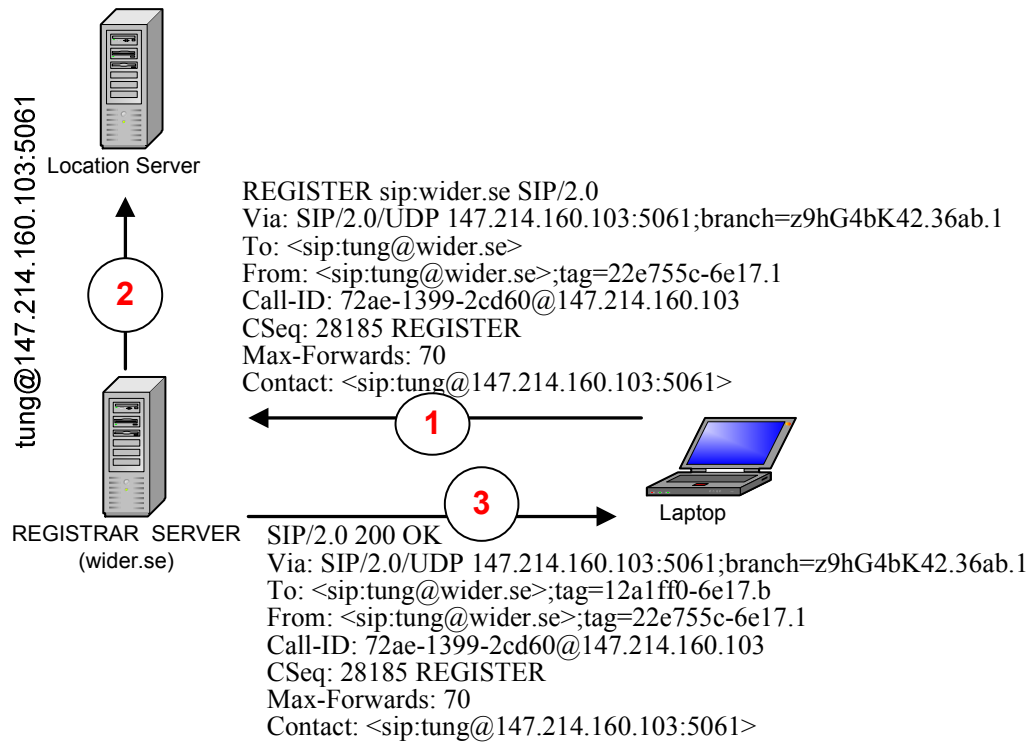 tung@147.214.160.103:5061
Location Server
2
REGISTER sip:wider.se SIP/2.0
Via: SIP/2.0/UDP 147.214.160.103:5061;branch=z9hG4bK42.36ab.1
To: <sip:tung@wider.se>
From: <sip:tung@wider.se>;tag=22e755c-6e17.1
Call-ID: 72ae-1399-2cd60@147.214.160.103
CSeq: 28185 REGISTER
Max-Forwards: 70
Contact: <sip:tung@147.214.160.103:5061>
1
REGISTRAR SERVER
(wider.se)
Laptop
3
SIP/2.0 200 OK
Via: SIP/2.0/UDP 147.214.160.103:5061;branch=z9hG4bK42.36ab.1
To: <sip:tung@wider.se>;tag=12a1ff0-6e17.b
From: <sip:tung@wider.se>;tag=22e755c-6e17.1
Call-ID: 72ae-1399-2cd60@147.214.160.103
CSeq: 28185 REGISTER
Max-Forwards: 70
Contact: <sip:tung@147.214.160.103:5061>